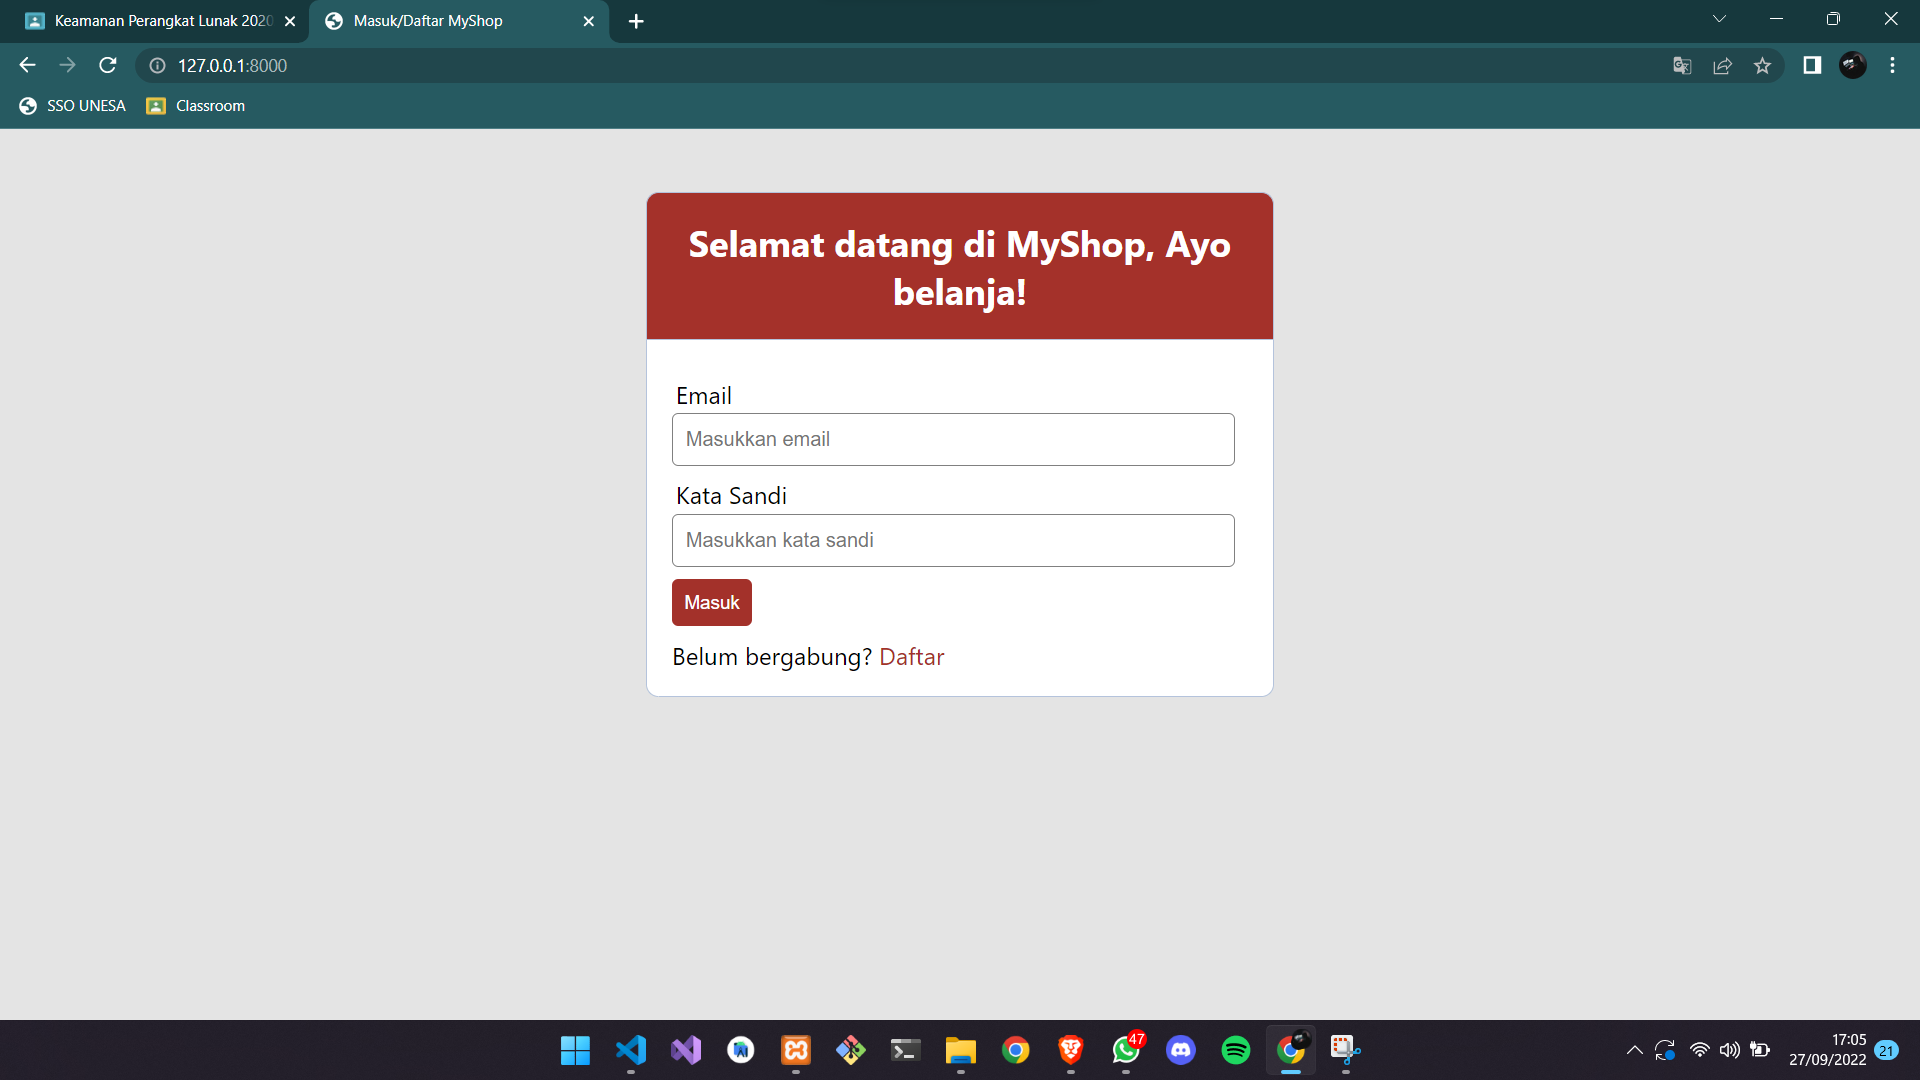 Keamanan Perangkat Lunak 2020
Masuk/Daftar MyShop
127.0.0.1:8000
SSO UNESA
Classroom
Selamat datang di MyShop, Ayo
belanja!
Email
Masukkan email
Kata Sandi
Masukkan kata sandi
Masuk
Belum bergabung? Daftar
47
17:05
27/09/2022
21